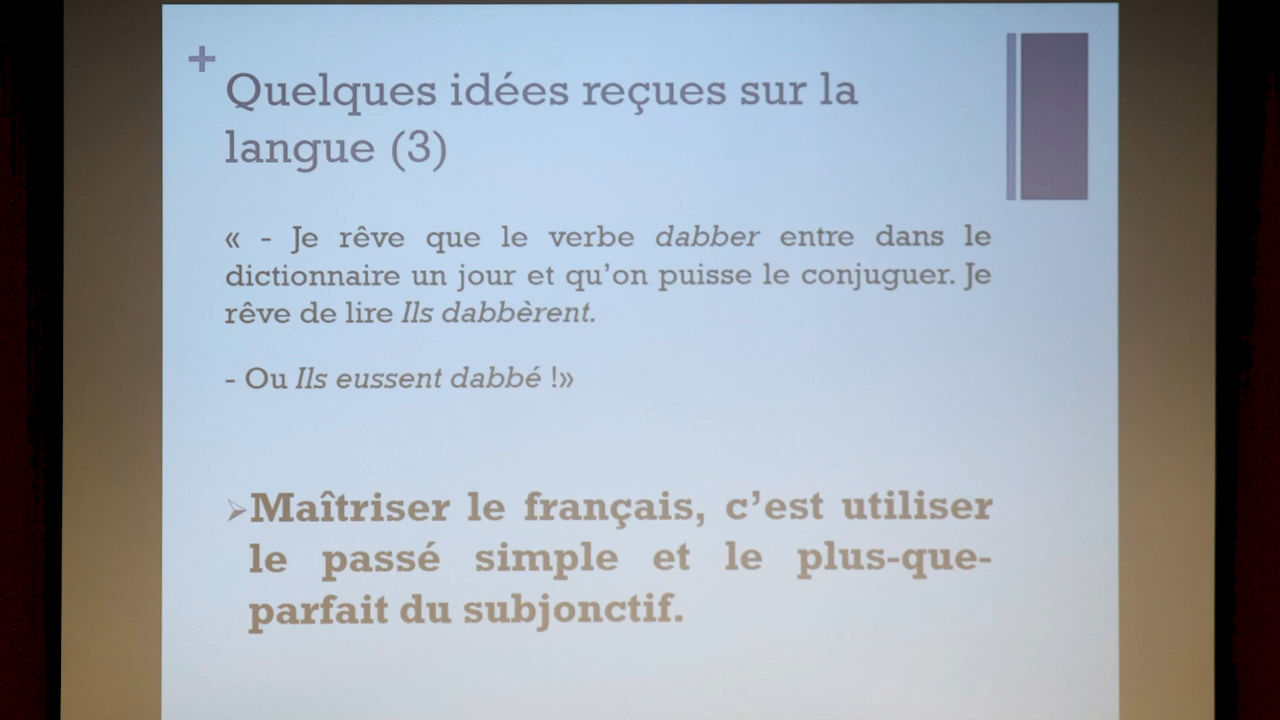 Quelques idées reçues sur la
langue (3)
« - Je rêve que le verbe dabber entre dans le
dictionnaire un jour et qu’on puisse le conjuguer. Je
rêve de lire Ils dabbèrent.
- Ou Ils eussent dabbé !»
➢Maîtriser le français, c’est utiliser
le passé simple et le plus-que-
parfait du subjonctif.